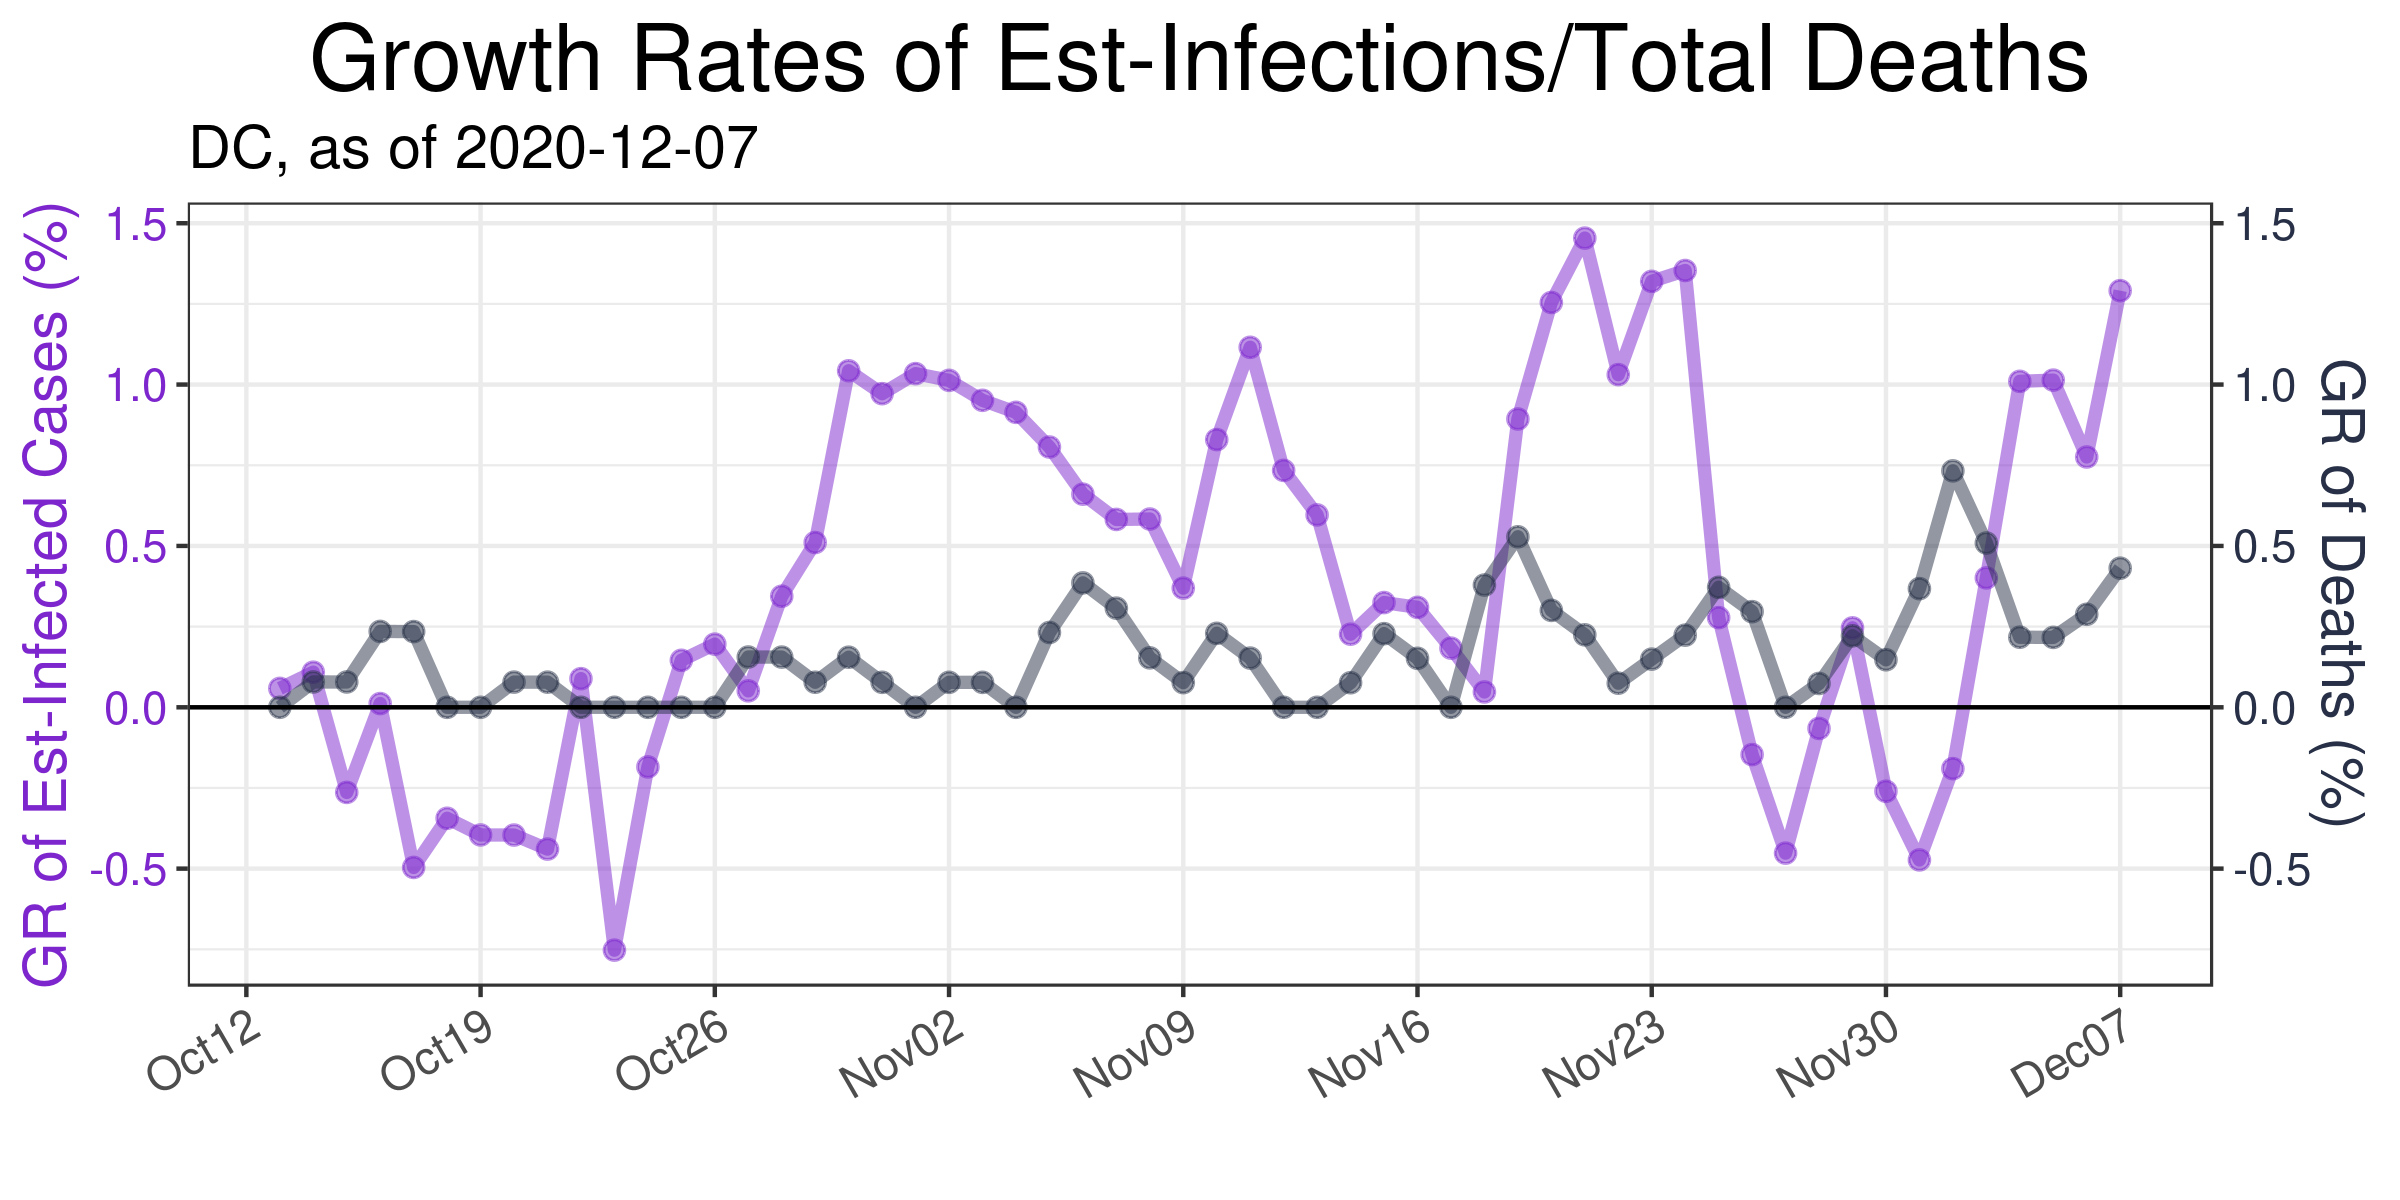 Growth Rates of Est-Infections/Total Deaths
DC, as of 2020-12-07
GR of Est-Infected Cases (%)
1.5
1.0
0.5
0.0
-0.5
1.5
1.0
0.5
0.0
-0.5
GR of Deaths (%)
Oct12
Oct19
Oct26
Nov02
Nov09
Nov16
Nov23
Nov30
Dec07